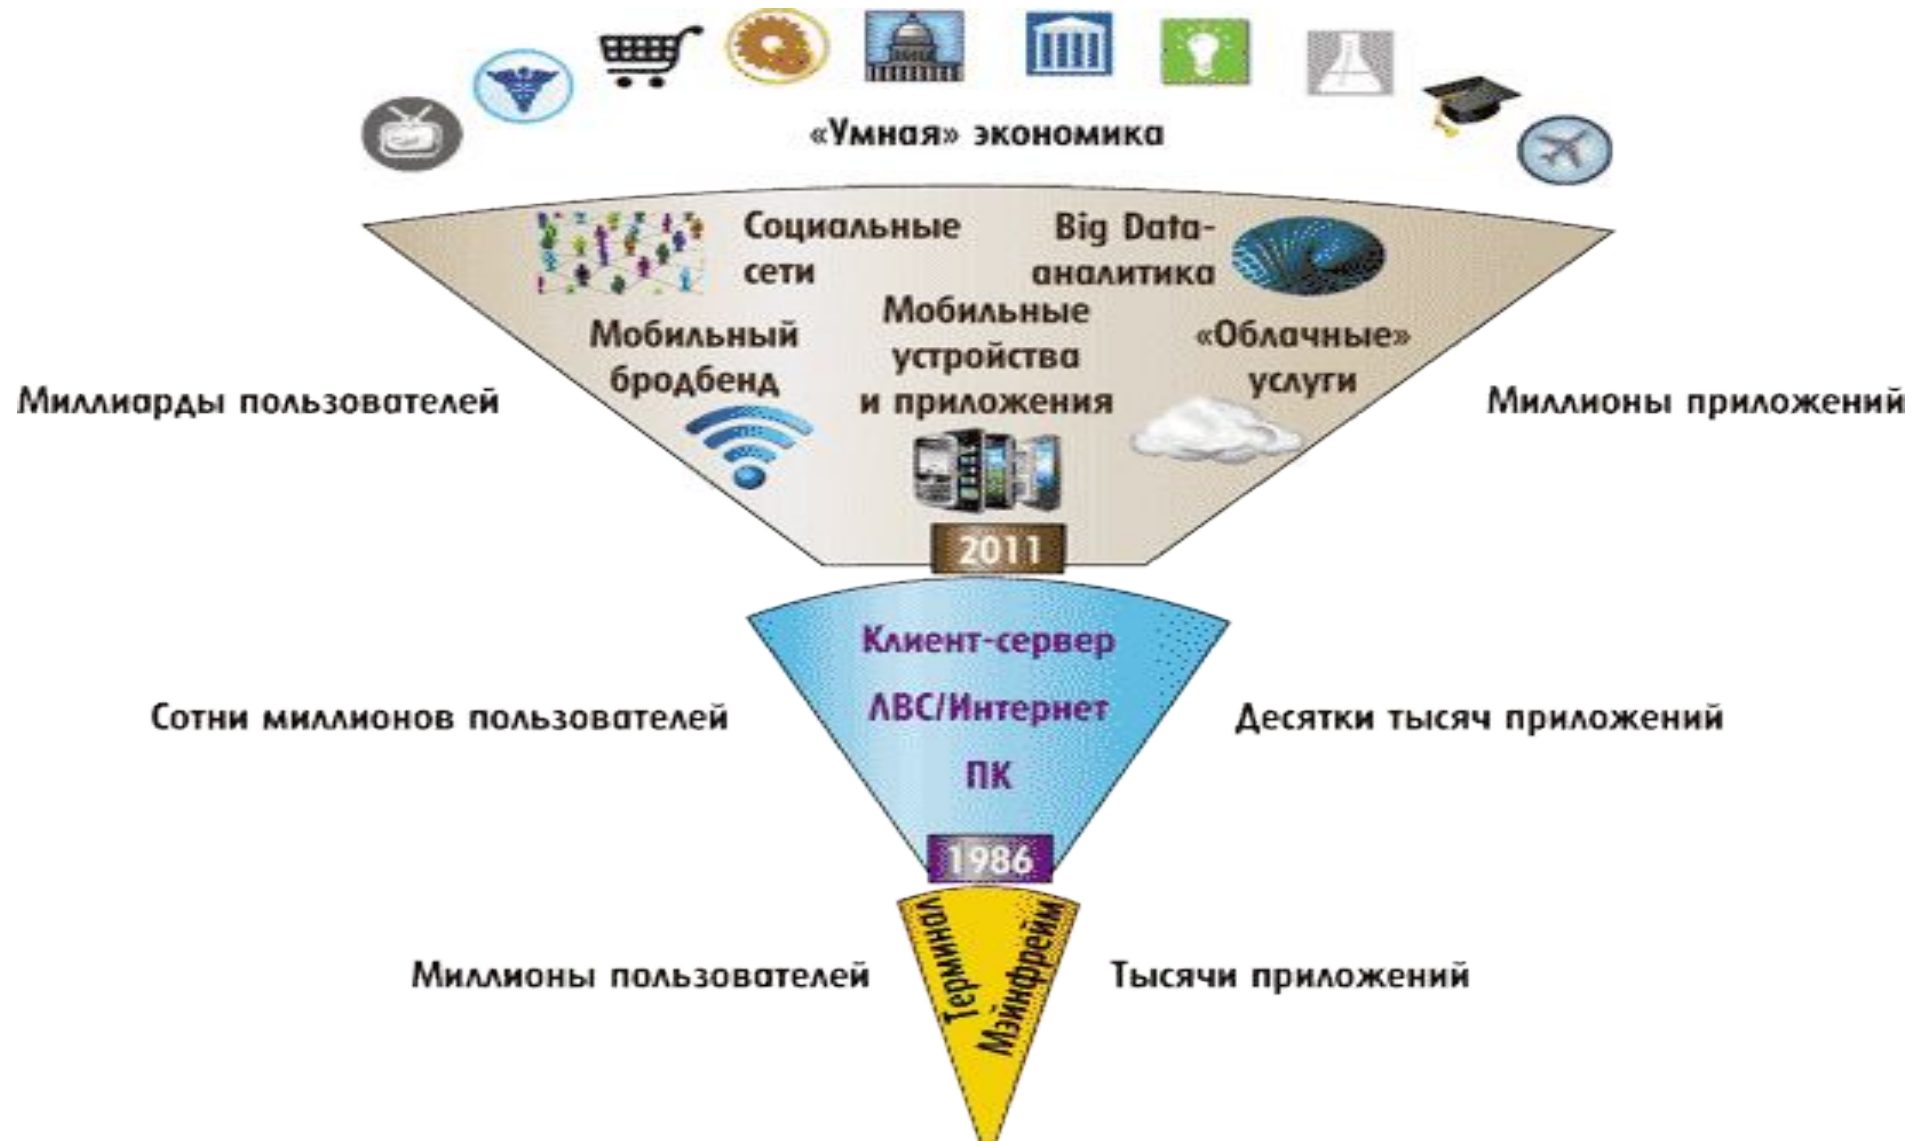 «Умная» экономика
Социальные
сети
Big Data-
аналитика
Мобильный
бродбенд
Мобильные
устройства
и приложения
«Облачные»
услуги
Миллиарды пользователей
Миллионы приложений
2011
Клиент-сервер
ЛВС/Интернет
ПК
Сотни миллионов пользователей
Десятки тысяч приложений
1986
Терминал
Мэйнфрейм
Миллионы пользователей
Тысячи приложений